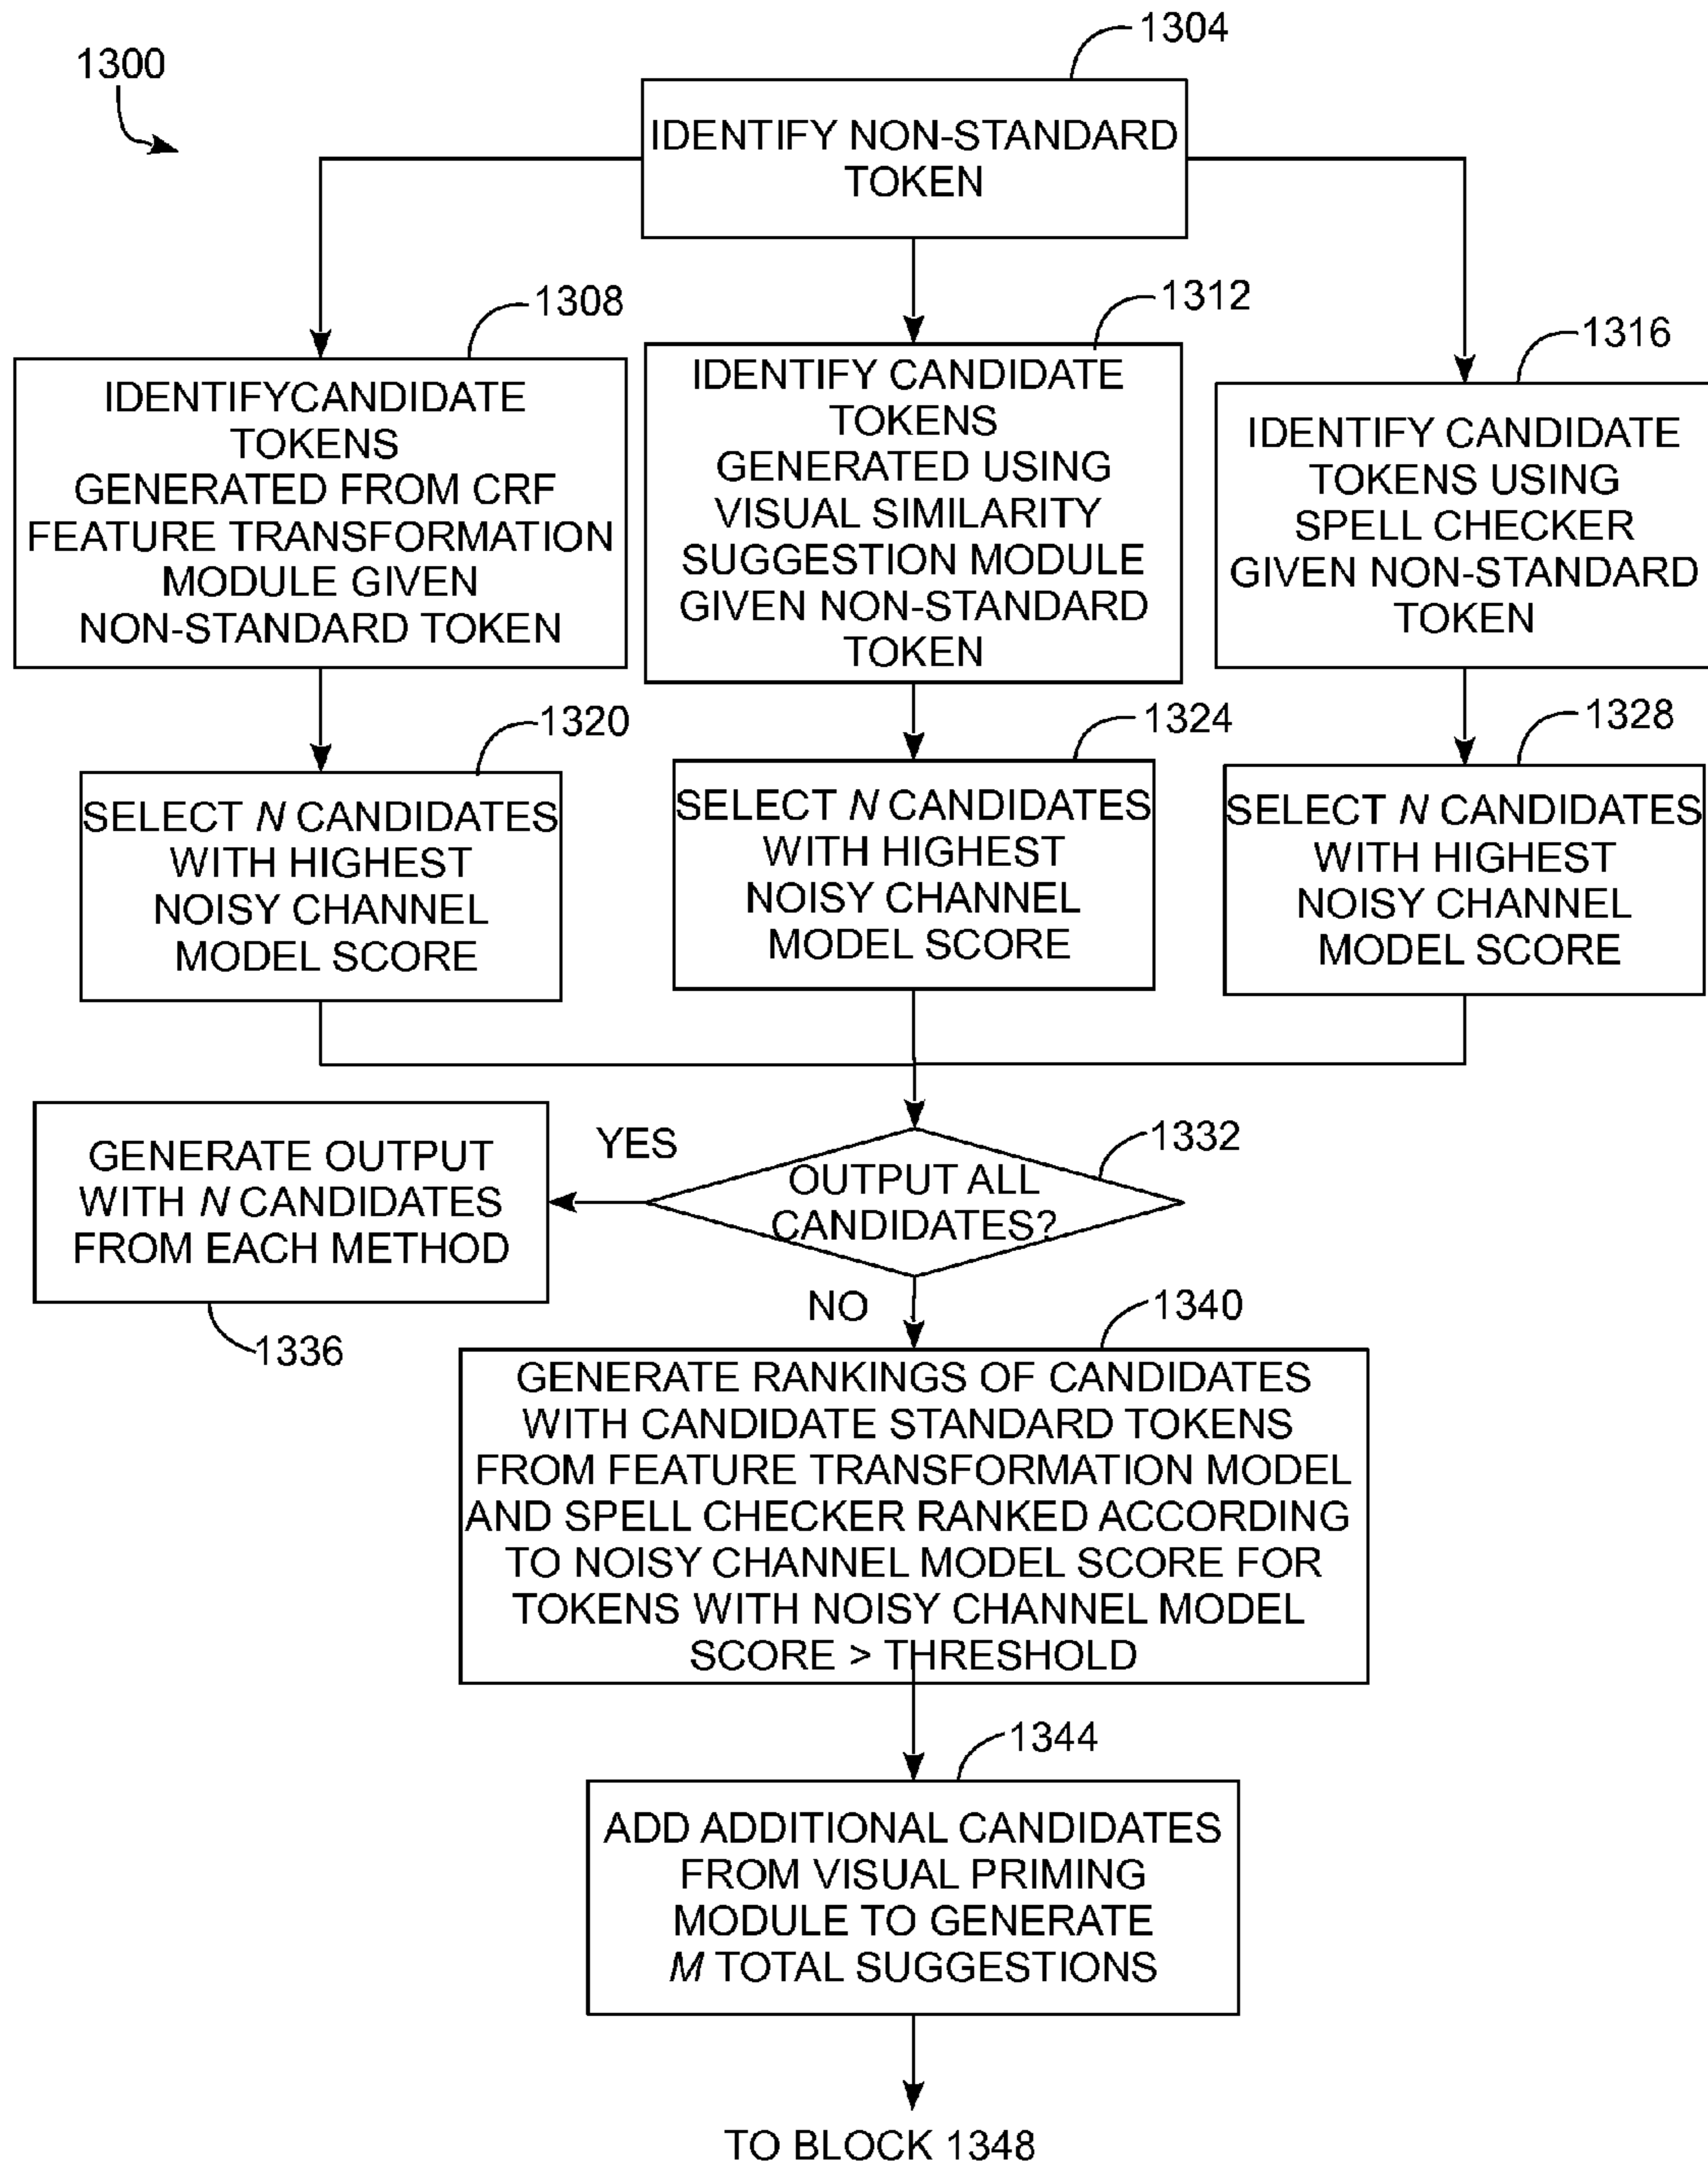 1300
1304
IDENTIFY NON-STANDARD
TOKEN
1308
IDENTIFYCANDIDATE
TOKENS
GENERATED FROM CRF
FEATURE TRANSFORMATION
MODULE GIVEN
NON-STANDARD TOKEN
1312
IDENTIFY CANDIDATE
TOKENS
GENERATED USING
VISUAL SIMILARITY
SUGGESTION MODULE
GIVEN NON-STANDARD
TOKEN
1316
IDENTIFY CANDIDATE
TOKENS USING
SPELL CHECKER
GIVEN NON-STANDARD
TOKEN
1320
SELECT N CANDIDATES
WITH HIGHEST
NOISY CHANNEL
MODEL SCORE
1324
SELECT N CANDIDATES
WITH HIGHEST
NOISY CHANNEL
MODEL SCORE
1328
SELECT N CANDIDATES
WITH HIGHEST
NOISY CHANNEL
MODEL SCORE
1332
OUTPUT ALL
CANDIDATES?
YES
GENERATE OUTPUT
WITH N CANDIDATES
FROM EACH METHOD
1336
NO
1340
GENERATE RANKINGS OF CANDIDATES
WITH CANDIDATE STANDARD TOKENS
FROM FEATURE TRANSFORMATION MODEL
AND SPELL CHECKER RANKED ACCORDING
TO NOISY CHANNEL MODEL SCORE FOR
TOKENS WITH NOISY CHANNEL MODEL
SCORE > THRESHOLD
1344
ADD ADDITIONAL CANDIDATES
FROM VISUAL PRIMING
MODULE TO GENERATE
M TOTAL SUGGESTIONS
TO BLOCK 1348